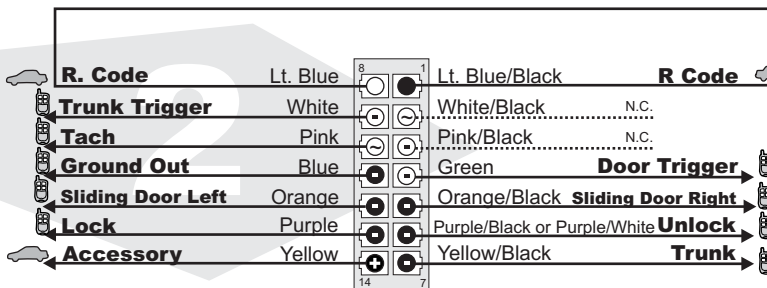 8 1
R. Code Lt. Blue Lt. Blue/Black R Code
Trunk Trigger White White/Black N.C.
Tach Pink Pink/Black N.C.
Ground Out Blue Green Door Trigger
Sliding Door Left Orange Orange/Black Sliding Door Right
Lock Purple Purple/Black or Purple/White Unlock
Accessory Yellow Yellow/Black Trunk
14 7
2